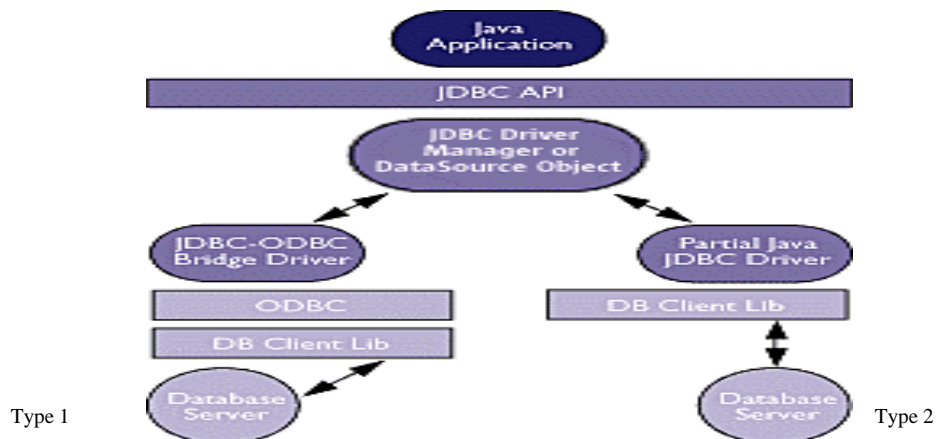 Java
Application
JDBC API
JDBC Driver
Manager or
DataSource Object
JDBC-ODBC
Bridge Driver
Partial Java
JDBC Driver
ODBC
DB Client Lib
DB Client Lib
Database
Server
Database
Server
Type 1
Type 2